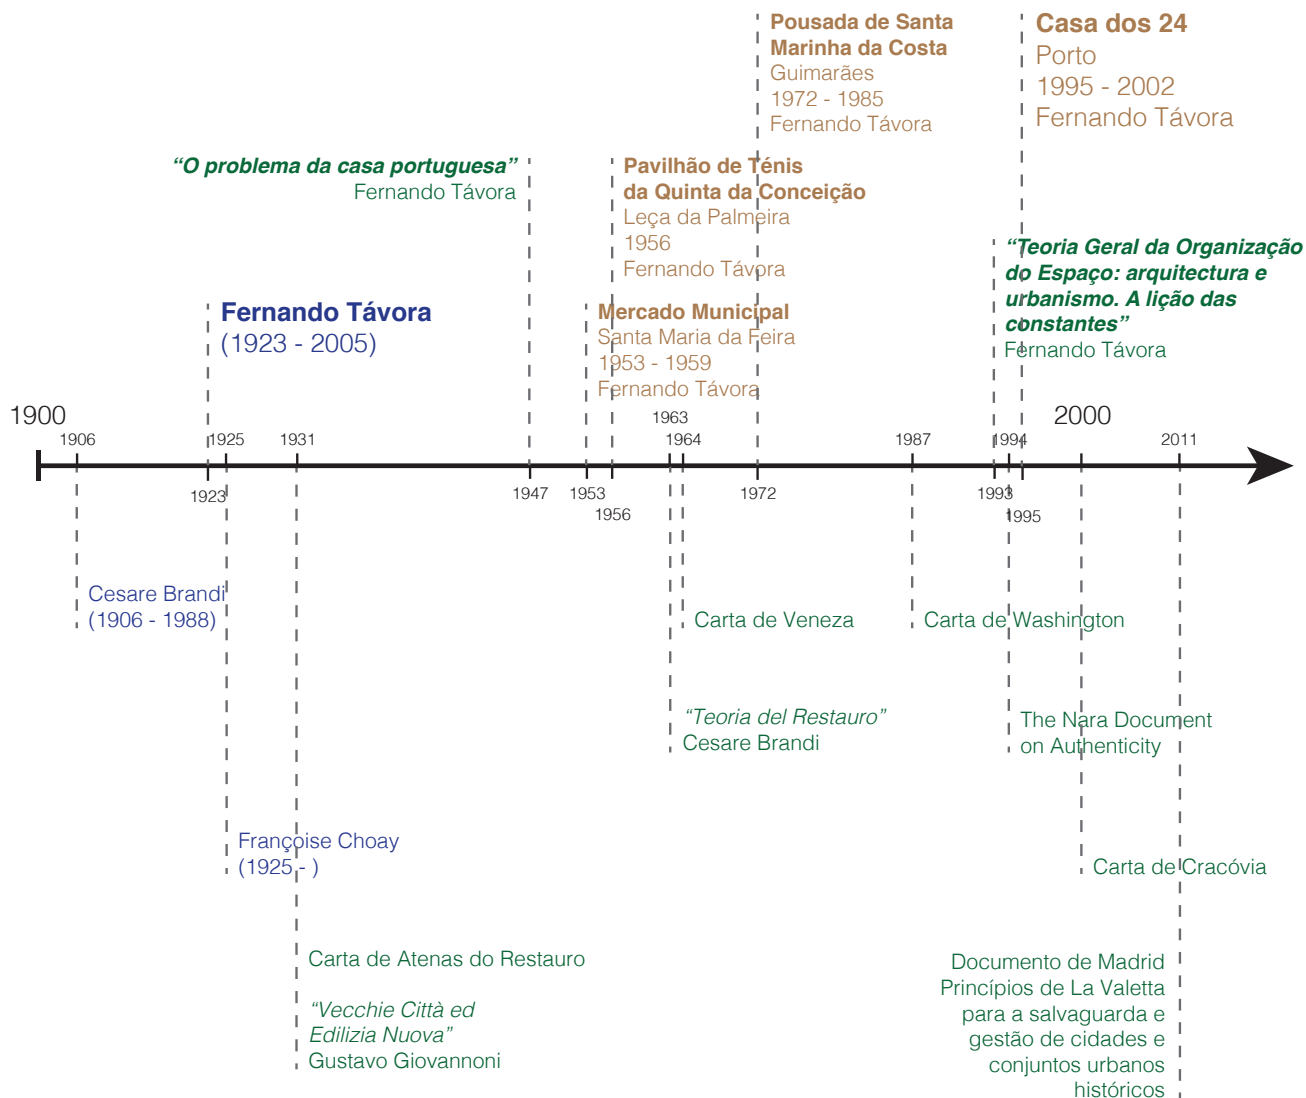 Pousada de Santa
Marinha da Costa
Guimarães
1972 - 1985
Fernando Távora
Casa dos 24
Porto
1995 - 2002
Fernando Távora
“O problema da casa portuguesa”
Fernando Távora
Pavilhão de Ténis
da Quinta da Conceição
Leça da Palmeira
1956
Fernando Távora
“Teoria Geral da Organização
do Espaço: arquitectura e
urbanismo. A lição das
constantes”
Fernando Távora
Fernando Távora
(1923 - 2005)
Mercado Municipal
Santa Maria da Feira
1953 - 1959
Fernando Távora
1900
2000
1906
1925
1931
1963
1964
1987
1994
2011
1923
1947
1953
1956
1972
1993
1995
Cesare Brandi
(1906 - 1988)
Carta de Veneza
Carta de Washington
“Teoria del Restauro”
Cesare Brandi
The Nara Document
on Authenticity
Françoise Choay
(1925 - )
Carta de Cracóvia
Carta de Atenas do Restauro
“Vecchie Città ed
Edilizia Nuova”
Gustavo Giovannoni
Documento de Madrid
Princípios de La Valetta
para a salvaguarda e
gestão de cidades e
conjuntos urbanos
históricos